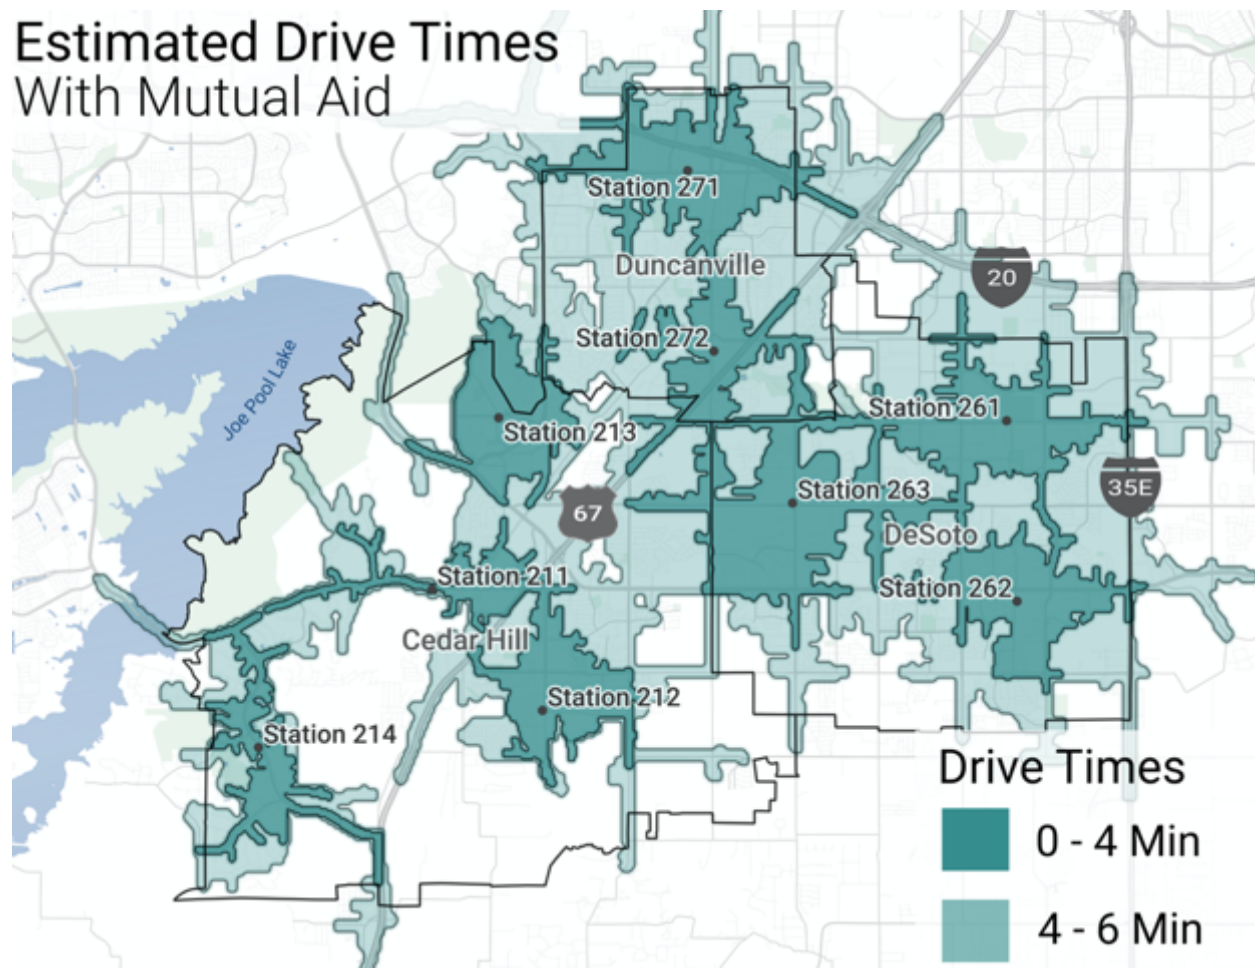 Estimated Drive Times
With Mutual Aid
Station 271
Duncanville
20
Station 272
Joe Pool Lake
Station 261
Station 213
35E
Station 263
67
DeSoto
Station 211
Station 262
Cedar Hill
Station 212
Station 214
Drive Times
0 - 4 Min
4 - 6 Min